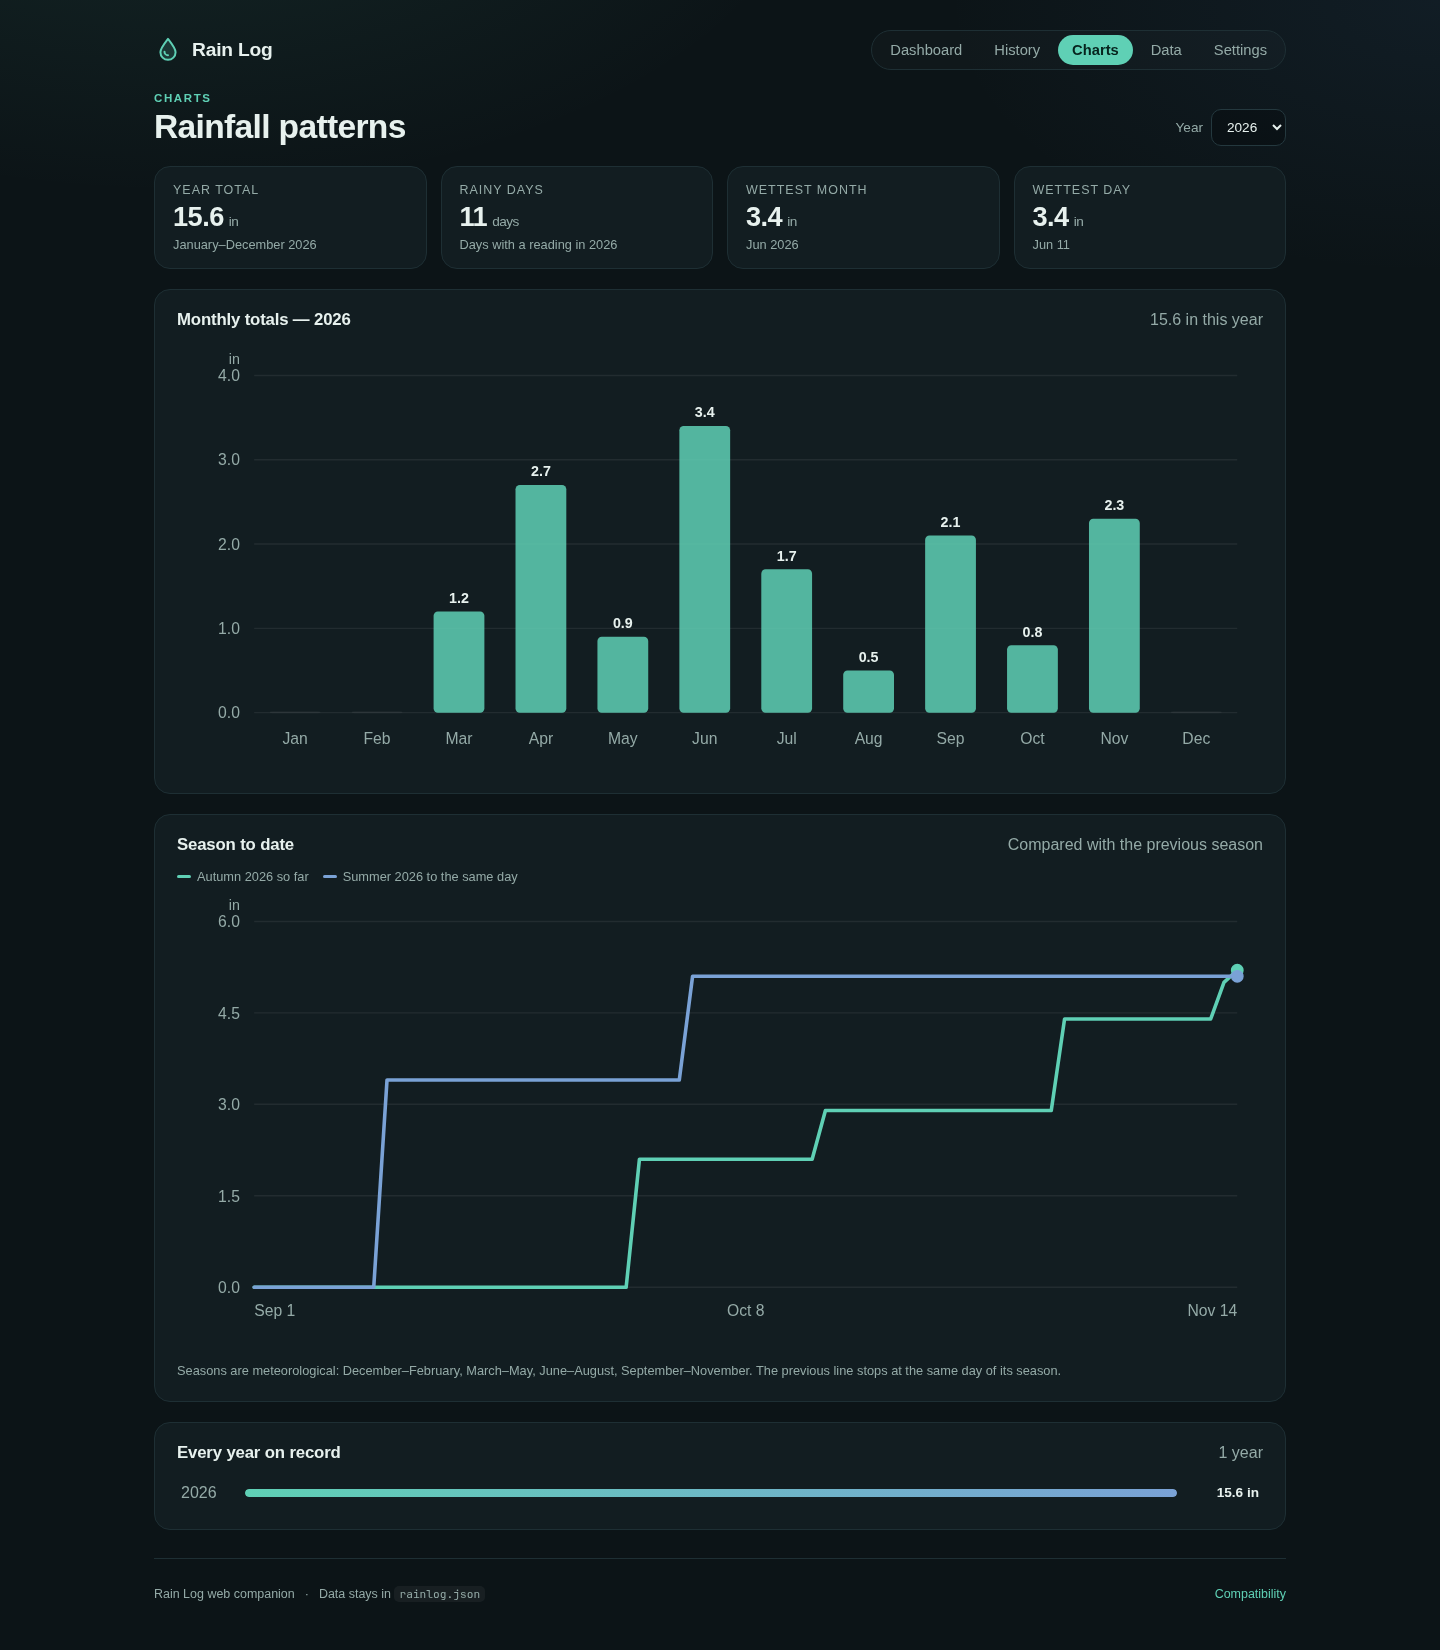 Rain Log
Dashboard
History
Charts
Data
Settings
CHARTS
Rainfall patterns
Year
2026
YEAR TOTAL
15.6 in
January–December 2026
RAINY DAYS
11 days
Days with a reading in 2026
WETTEST MONTH
3.4 in
Jun 2026
WETTEST DAY
3.4 in
Jun 11
Monthly totals — 2026
15.6 in this year
in
4.0
3.0
2.0
1.0
0.0
1.2
2.7
0.9
3.4
1.7
0.5
2.1
0.8
2.3
Jan
Feb
Mar
Apr
May
Jun
Jul
Aug
Sep
Oct
Nov
Dec
Season to date
Compared with the previous season
Autumn 2026 so far
Summer 2026 to the same day
in
6.0
4.5
3.0
1.5
0.0
Sep 1
Oct 8
Nov 14
Seasons are meteorological: December–February, March–May, June–August, September–November. The previous line stops at the same day of its season.
Every year on record
1 year
2026
15.6 in
Rain Log web companion · Data stays in rainlog.json
Compatibility